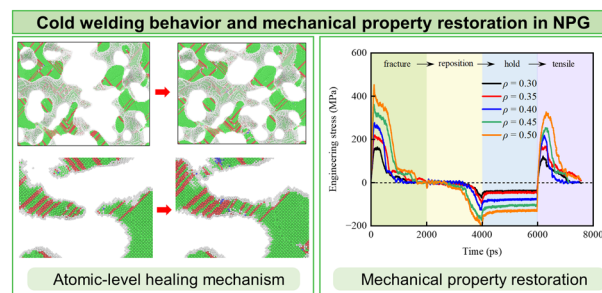 Cold welding behavior and mechanical property restoration in NPG
fracture → reposition → hold → tensile
ρ = 0.30
ρ = 0.35
ρ = 0.40
ρ = 0.45
ρ = 0.50
Engineering stress (MPa)
600
400
200
0
−200
0 2000 4000 6000 8000
Time (ps)
Atomic-level healing mechanism
Mechanical property restoration